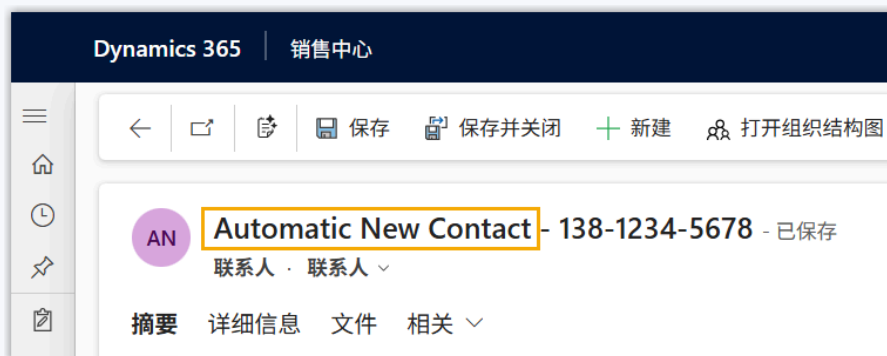 Dynamics 365 销售中心
保存 保存并关闭 新建 打开组织结构图
AN Automatic New Contact - 138-1234-5678 - 已保存
联系人 · 联系人
摘要 详细信息 文件 相关